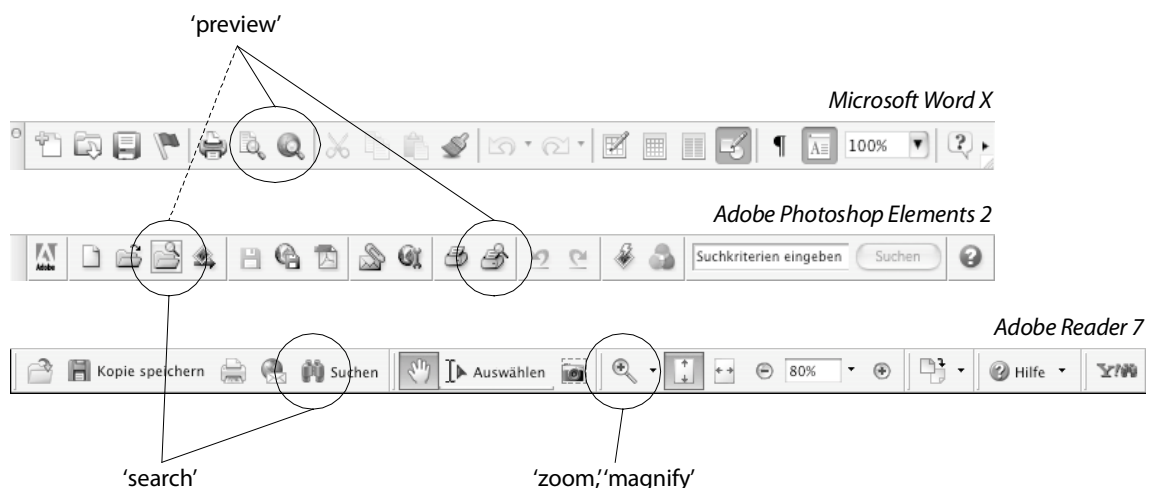 ‘preview’
Microsoft Word X
A 100% ?
Adobe Photoshop Elements 2
Adobe Suchkriterien eingeben Suchen ?
Adobe Reader 7
Kopie speichern Suchen Auswählen 80% ? Hilfe Y!
‘search’ ‘zoom,’ ‘magnify’